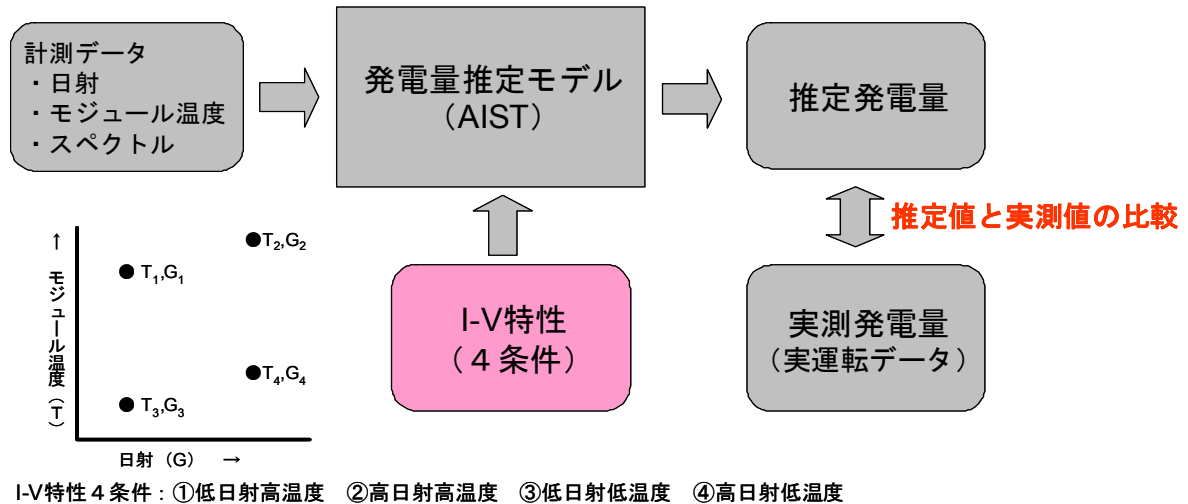 計測データ
・日射
・モジュール温度
・スペクトル
発電量推定モデル
(AIST)
推定発電量
推定値と実測値の比較
I-V特性
(4条件)
実測発電量
(実運転データ)
↑ モジュール温度(T)
T₂,G₂
T₁,G₁
T₄,G₄
T₃,G₃
日射 (G) →
I-V特性4条件:①低日射高温度 ②高日射高温度 ③低日射低温度 ④高日射低温度